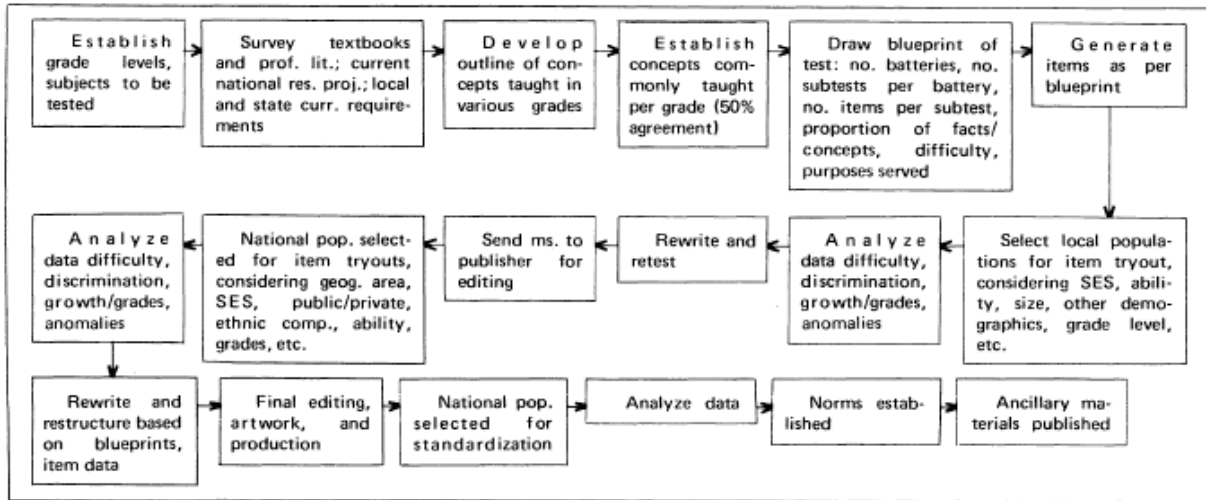 Establish
grade levels,
subjects to be
tested
Survey textbooks
and prof. lit.; current
national res. proj.; local
and state curr. require-
ments
Develop
outline of con-
cepts taught in
various grades
Establish
concepts com-
monly taught
per grade (50%
agreement)
Draw blueprint of
test: no. batteries, no.
subtests per battery,
no. items per subtest,
proportion of facts/
concepts, difficulty,
purposes served
Generate
items as per
blueprint
Select local popula-
tions for item tryout,
considering SES, abil-
ity, size, other demo-
graphics, grade level,
etc.
Analyze
data difficulty,
discrimination,
growth/grades,
anomalies
Rewrite and
retest
Send ms. to
publisher for
editing
National pop. select-
ed for item tryouts,
considering geog. area,
SES, public/private,
ethnic comp., ability,
grades, etc.
Analyze
data difficulty,
discrimination,
growth/grades,
anomalies
Rewrite and
restructure based
on blueprints,
item data
Final editing,
artwork, and
production
National pop.
selected for
standardization
Analyze data
Norms estab-
lished
Ancillary ma-
terials published